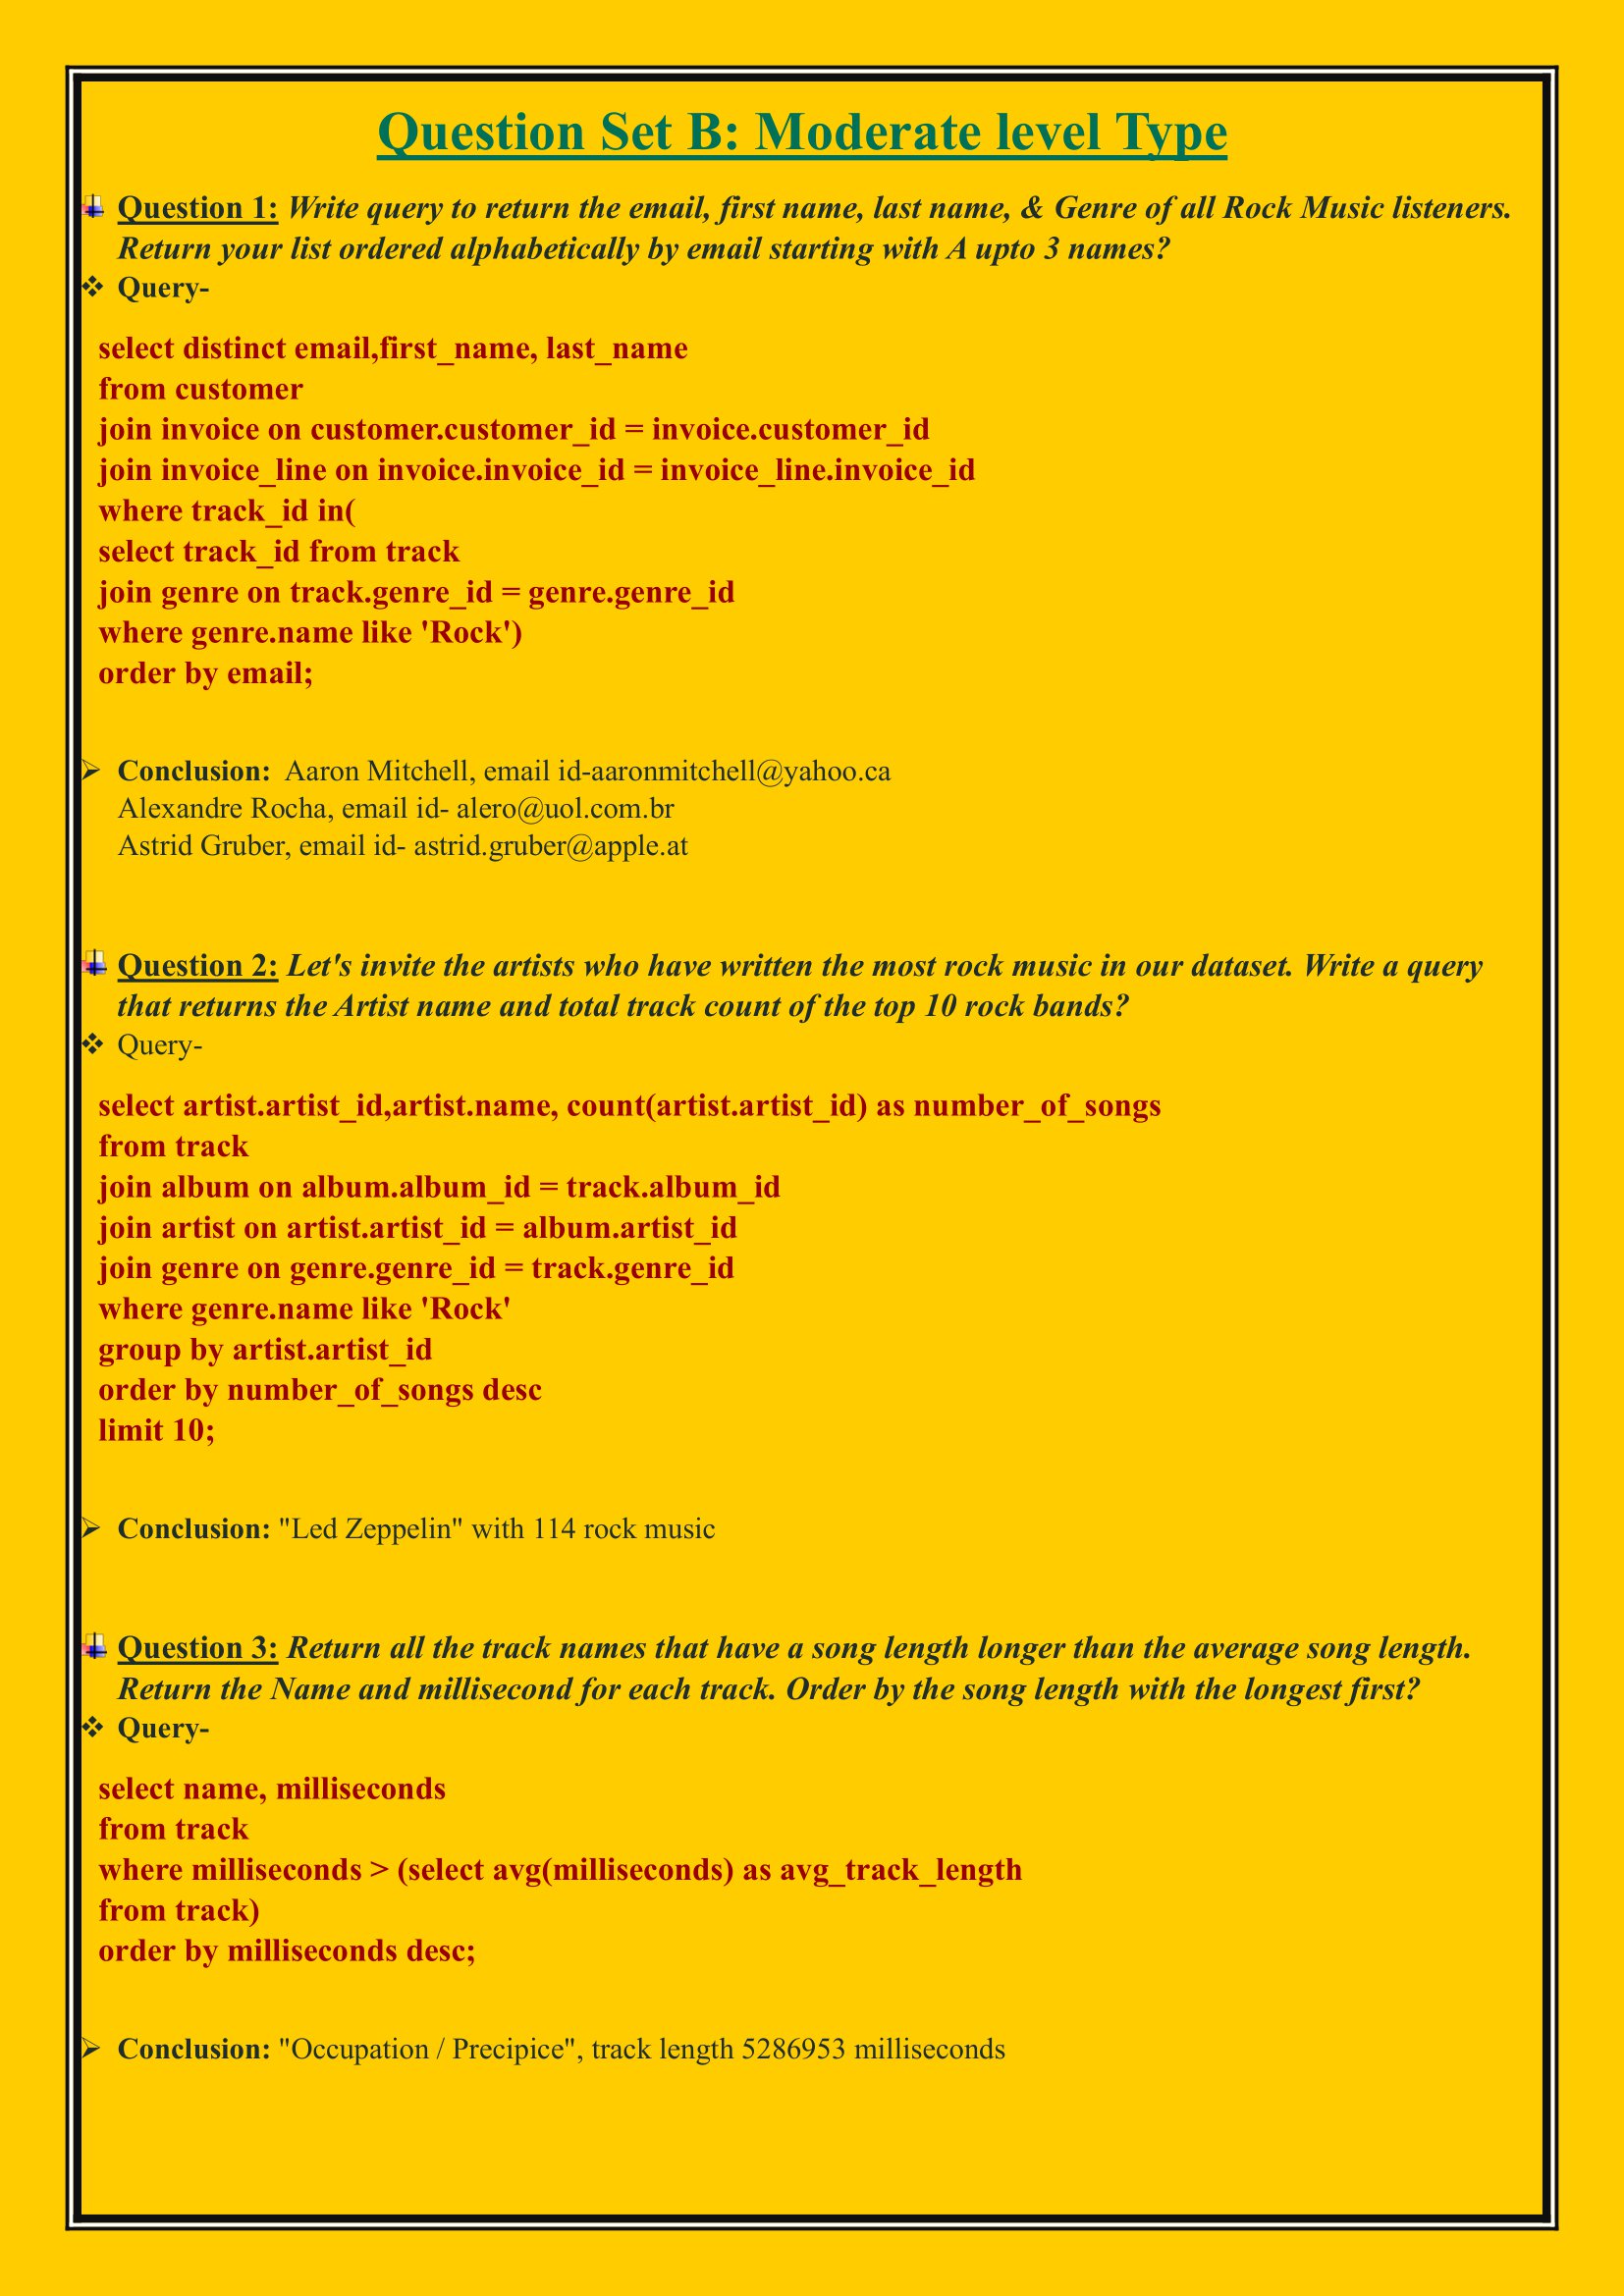 Question Set B: Moderate level Type
Question 1: Write query to return the email, first name, last name, & Genre of all Rock Music listeners.
Return your list ordered alphabetically by email starting with A upto 3 names?
❖ Query-
select distinct email,first_name, last_name
from customer
join invoice on customer.customer_id = invoice.customer_id
join invoice_line on invoice.invoice_id = invoice_line.invoice_id
where track_id in(
select track_id from track
join genre on track.genre_id = genre.genre_id
where genre.name like 'Rock')
order by email;
➢ Conclusion: Aaron Mitchell, email id-aaronmitchell@yahoo.ca
Alexandre Rocha, email id- alero@uol.com.br
Astrid Gruber, email id- astrid.gruber@apple.at
Question 2: Let's invite the artists who have written the most rock music in our dataset. Write a query
that returns the Artist name and total track count of the top 10 rock bands?
❖ Query-
select artist.artist_id,artist.name, count(artist.artist_id) as number_of_songs
from track
join album on album.album_id = track.album_id
join artist on artist.artist_id = album.artist_id
join genre on genre.genre_id = track.genre_id
where genre.name like 'Rock'
group by artist.artist_id
order by number_of_songs desc
limit 10;
➢ Conclusion: "Led Zeppelin" with 114 rock music
Question 3: Return all the track names that have a song length longer than the average song length.
Return the Name and millisecond for each track. Order by the song length with the longest first?
❖ Query-
select name, milliseconds
from track
where milliseconds > (select avg(milliseconds) as avg_track_length
from track)
order by milliseconds desc;
➢ Conclusion: "Occupation / Precipice", track length 5286953 milliseconds